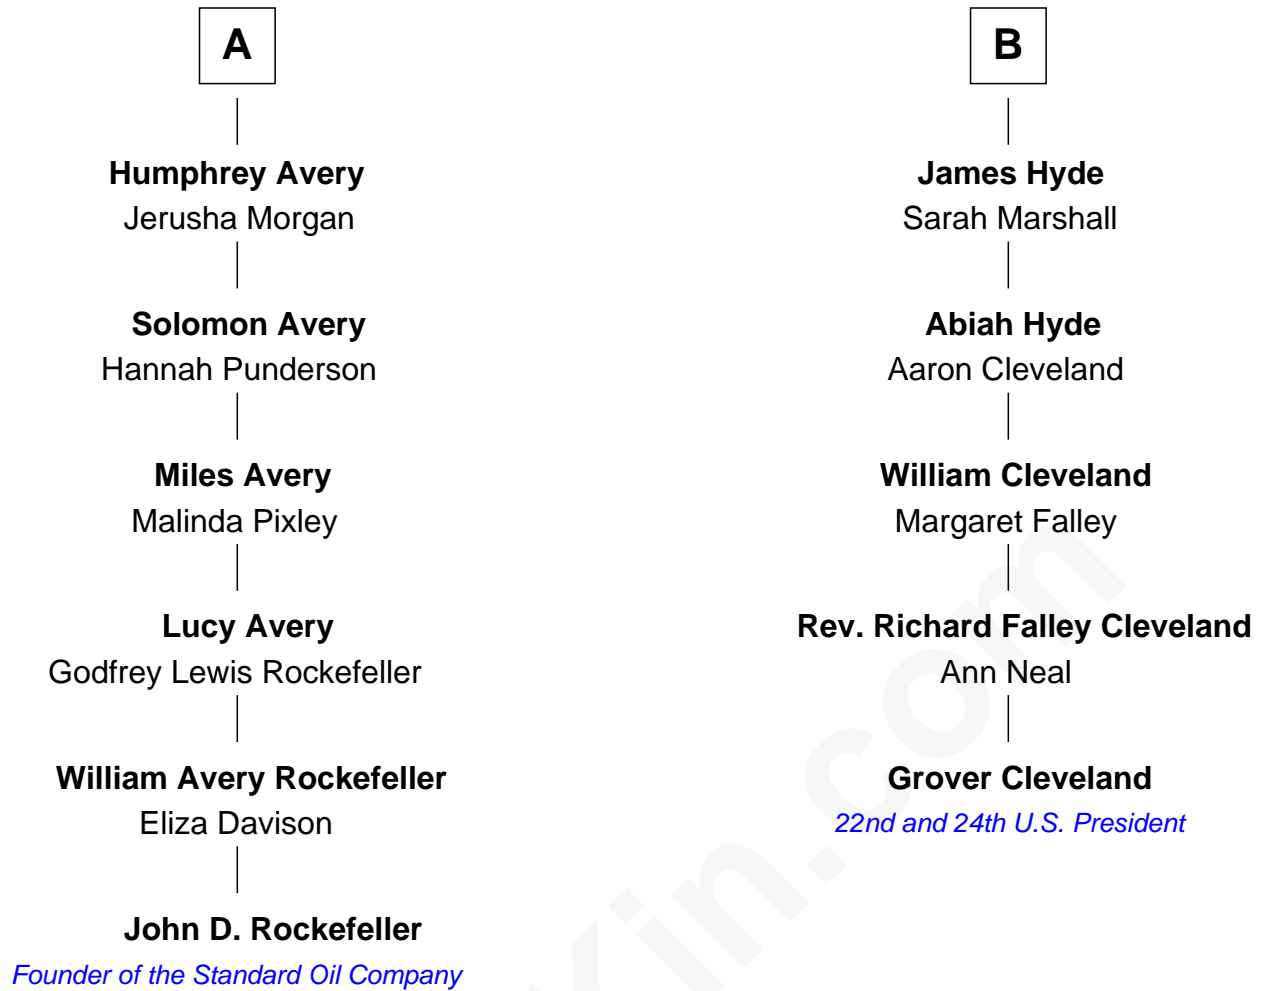 A
Humphrey Avery
Jerusha Morgan
Solomon Avery
Hannah Punderson
Miles Avery
Malinda Pixley
Lucy Avery
Godfrey Lewis Rockefeller
William Avery Rockefeller
Eliza Davison
John D. Rockefeller
Founder of the Standard Oil Company
B
James Hyde
Sarah Marshall
Abiah Hyde
Aaron Cleveland
William Cleveland
Margaret Falley
Rev. Richard Falley Cleveland
Ann Neal
Grover Cleveland
22nd and 24th U.S. President
Kin.com